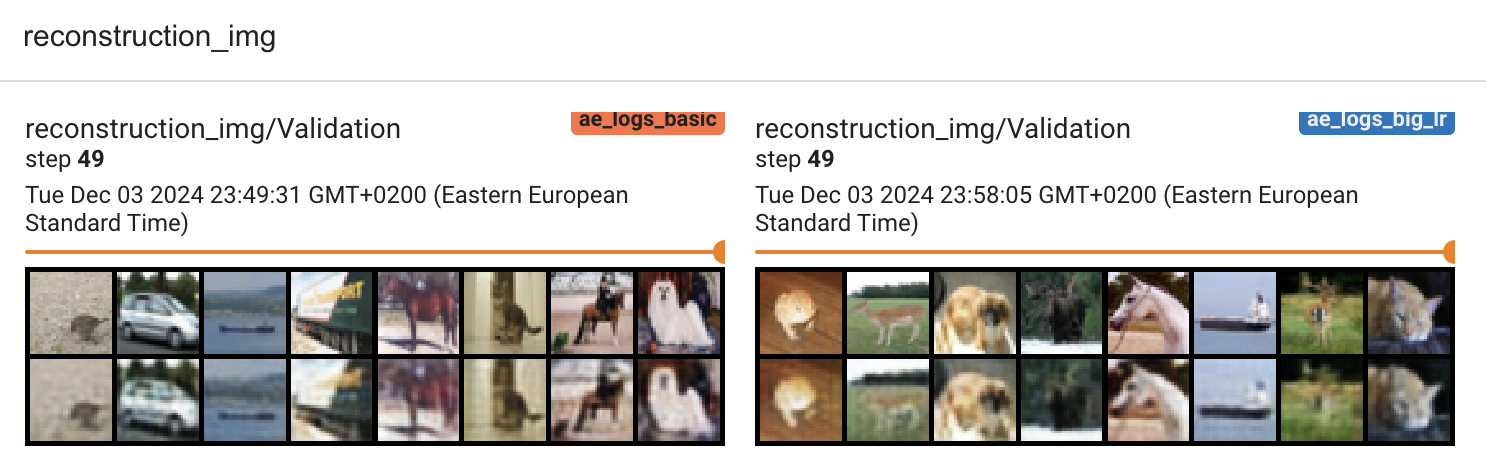 reconstruction_img
reconstruction_img/Validation
ae_logs_basic
step 49
Tue Dec 03 2024 23:49:31 GMT+0200 (Eastern European
Standard Time)
reconstruction_img/Validation
ae_logs_big_lr
step 49
Tue Dec 03 2024 23:58:05 GMT+0200 (Eastern European
Standard Time)